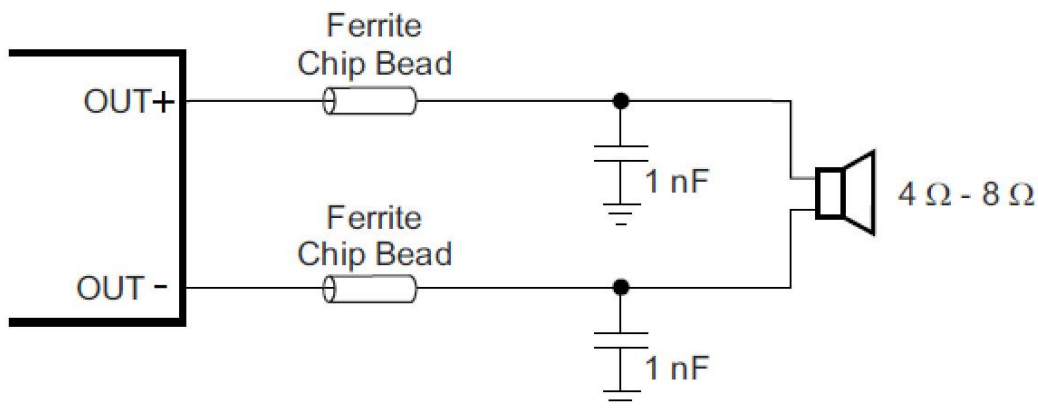 Ferrite
Chip Bead
OUT+
1 nF
4 Ω - 8 Ω
Ferrite
Chip Bead
OUT -
1 nF